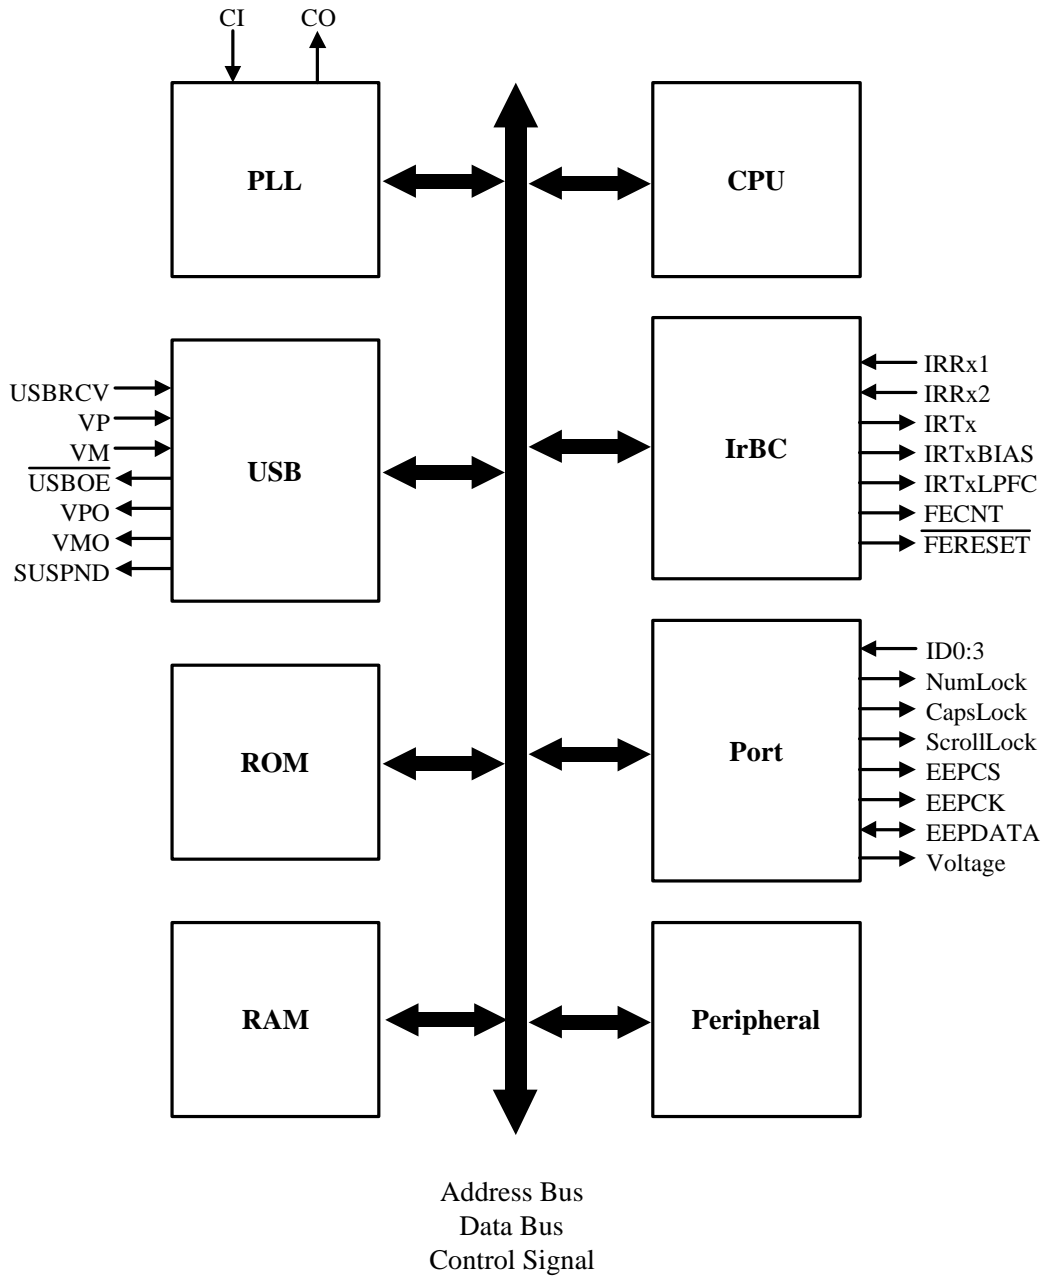 CI
CO
PLL
CPU
USBRCV
VP
VM
USBOE
VPO
VMO
SUSPND
USB
IrBC
IRRx1
IRRx2
IRTx
IRTxBIAS
IRTxLPFC
FECNT
FERESET
ROM
Port
ID0:3
NumLock
CapsLock
ScrollLock
EEPCS
EEPCK
EEPDATA
Voltage
RAM
Peripheral
Address Bus
Data Bus
Control Signal